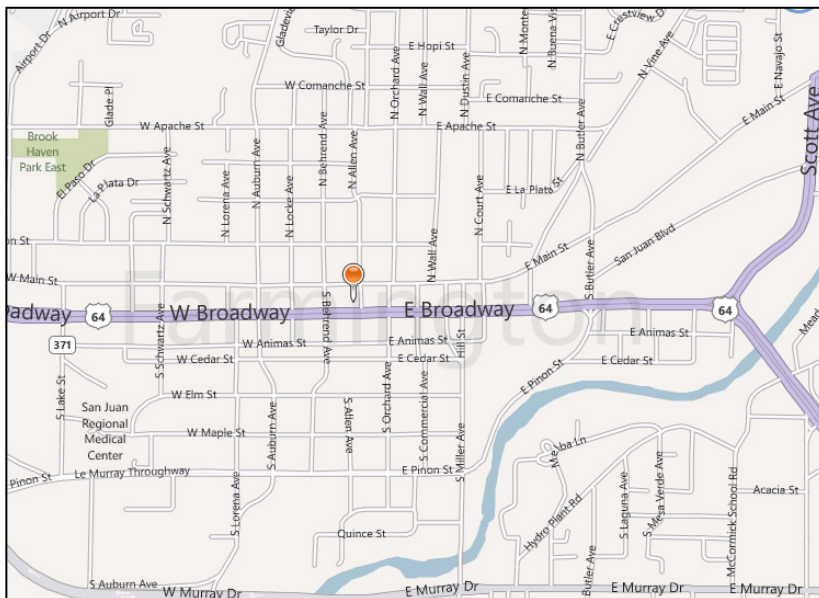 N Airport Dr
Airport Dr
Glade Pl
Gladevi
Taylor Dr
E Hopi St
N Orchard Ave
N Wall Ave
N Dustin Ave
N Monte
N Buena Vis
E Crestview D
N Vine Ave
E Navajo St
W Comanche St
E Comanche St
E Main St
Scott Ave
W Apache St
E Apache St
N Butler Ave
Brook
Haven
Park East
El Paso Dr
La Plata Dr
N Schwartz Ave
N Lorena Ave
N Auburn Ave
N Locke Ave
N Behrend Ave
N Allen Ave
N Court Ave
E La Plata St
N Wall Ave
E Main St
S Butler Ave
San Juan Blvd
on St
W Main St
Farmington
oadway
64
W Broadway
E Broadway
64
64
371
S Lake St
S Schwartz Ave
S Behrend Ave
W Animas St
E Animas St
E Animas St
W Cedar St
E Cedar St
E Cedar St
Hill St
Mead
E Pinon St
W Elm St
San Juan
Regional
Medical
Center
W Maple St
S Auburn Ave
S Allen Ave
S Orchard Ave
S Commercial Ave
S Miller Ave
Pinon St
Le Murray Throughway
E Pinon St
S Lorena Ave
Quince St
Hydro Plant Rd
S Laguna Ave
S Mesa Verde Ave
McCormick School Rd
Acacia St
S Auburn Ave
W Murray Dr
E Murray Dr
Butler Ave
E Murray Dr
E Murray Dr